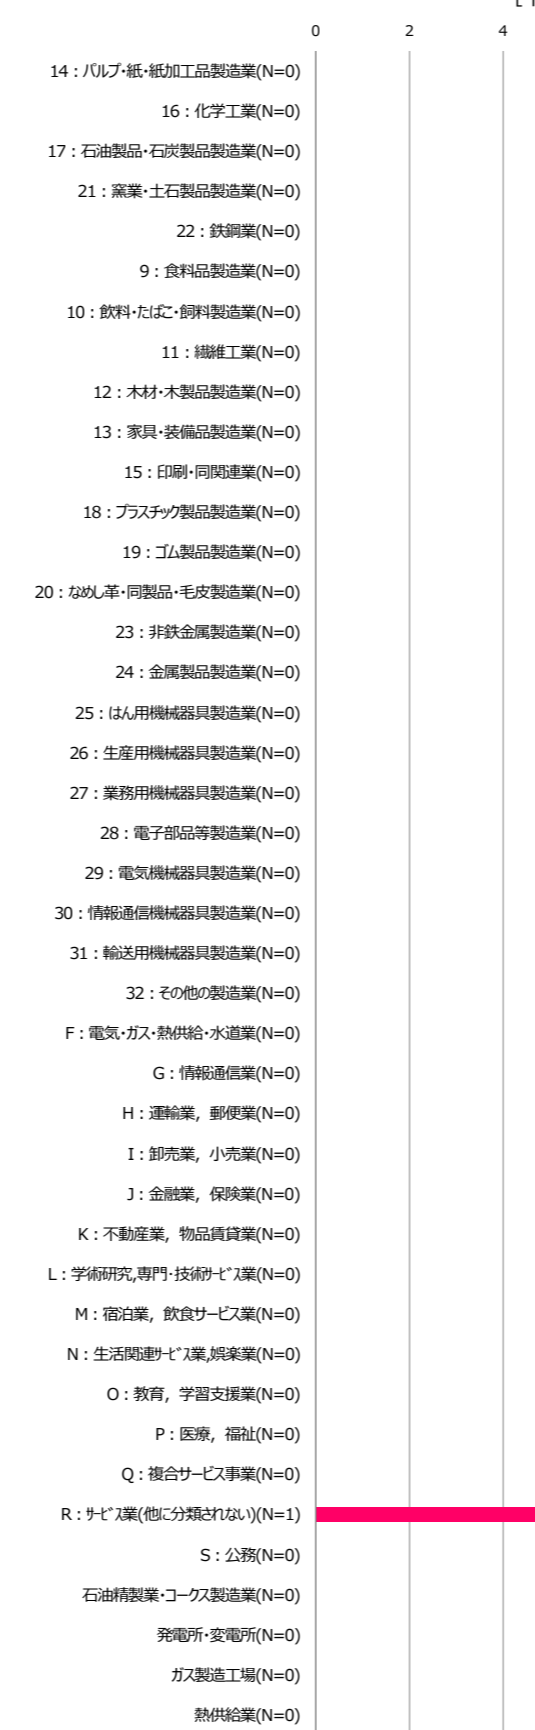 0 2 4
14：パルプ・紙・紙加工品製造業(N=0)
16：化学工業(N=0)
17：石油製品・石炭製品製造業(N=0)
21：窯業・土石製品製造業(N=0)
22：鉄鋼業(N=0)
9：食料品製造業(N=0)
10：飲料・たばこ・飼料製造業(N=0)
11：繊維工業(N=0)
12：木材・木製品製造業(N=0)
13：家具・装備品製造業(N=0)
15：印刷・同関連業(N=0)
18：プラスチック製品製造業(N=0)
19：ゴム製品製造業(N=0)
20：なめし革・同製品・毛皮製造業(N=0)
23：非鉄金属製造業(N=0)
24：金属製品製造業(N=0)
25：はん用機械器具製造業(N=0)
26：生産用機械器具製造業(N=0)
27：業務用機械器具製造業(N=0)
28：電子部品等製造業(N=0)
29：電気機械器具製造業(N=0)
30：情報通信機械器具製造業(N=0)
31：輸送用機械器具製造業(N=0)
32：その他の製造業(N=0)
F：電気・ガス・熱供給・水道業(N=0)
G：情報通信業(N=0)
H：運輸業，郵便業(N=0)
I：卸売業，小売業(N=0)
J：金融業，保険業(N=0)
K：不動産業，物品賃貸業(N=0)
L：学術研究,専門・技術ｻｰﾋﾞｽ業(N=0)
M：宿泊業，飲食サービス業(N=0)
N：生活関連ｻｰﾋﾞｽ業,娯楽業(N=0)
O：教育，学習支援業(N=0)
P：医療，福祉(N=0)
Q：複合サービス事業(N=0)
R：ｻｰﾋﾞｽ業(他に分類されない)(N=1)
S：公務(N=0)
石油精製業・コークス製造業(N=0)
発電所・変電所(N=0)
ガス製造工場(N=0)
熱供給業(N=0)